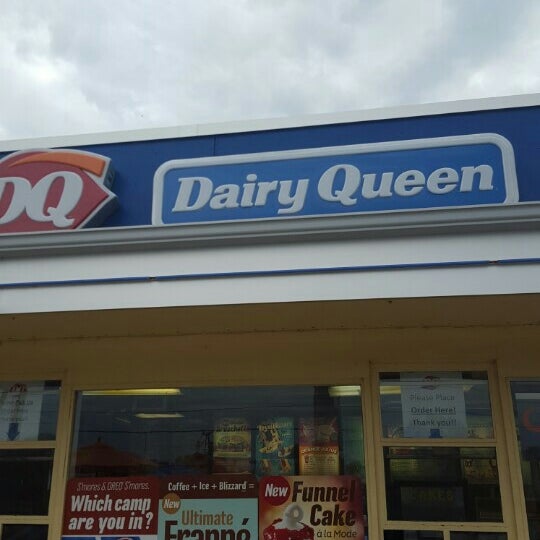 DQ
Dairy Queen
Please Place
Order Here!
Thank you!!
S'mores & OREO S'mores.
Which camp
are you in?
Coffee + Ice + Blizzard =
New
Ultimate
Frappé
New
Funnel
Cake
à la Mode
CAKES